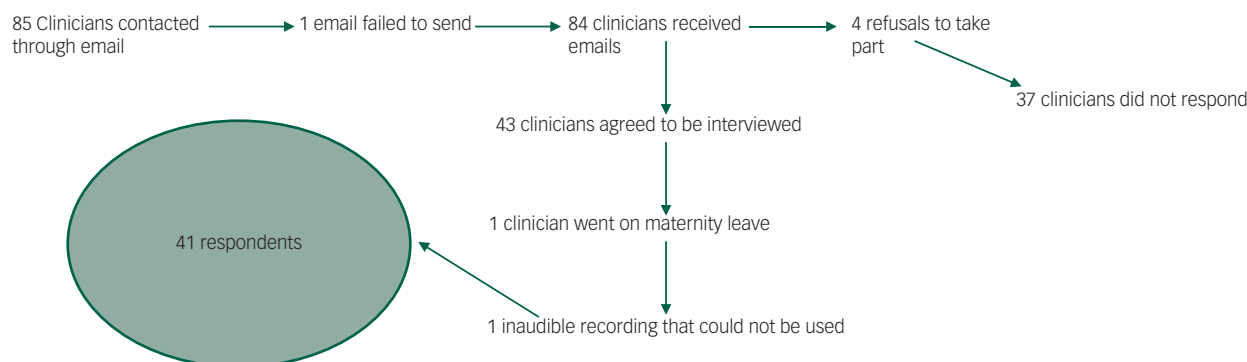 85 Clinicians contacted
through email
1 email failed to send
84 clinicians received
emails
4 refusals to take
part
37 clinicians did not respond
43 clinicians agreed to be interviewed
1 clinician went on maternity leave
41 respondents
1 inaudible recording that could not be used